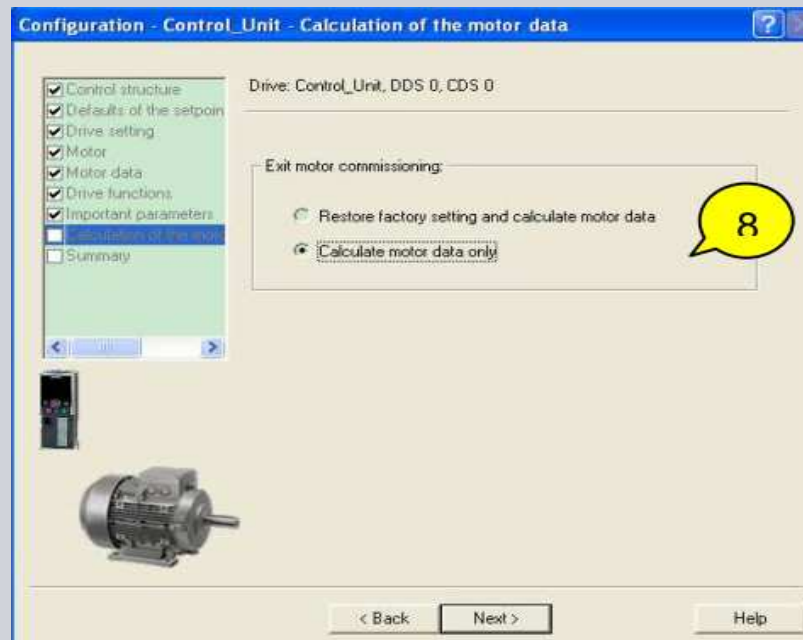 Configuration - Control_Unit - Calculation of the motor data
?
Control structure
Defaults of the setpoin
Drive setting
Motor
Motor data
Drive functions
Important parameters
Calculation of the moto
Summary
Drive: Control_Unit, DDS 0, CDS 0
Exit motor commissioning:
Restore factory setting and calculate motor data
Calculate motor data only
8
< Back
Next >
Help